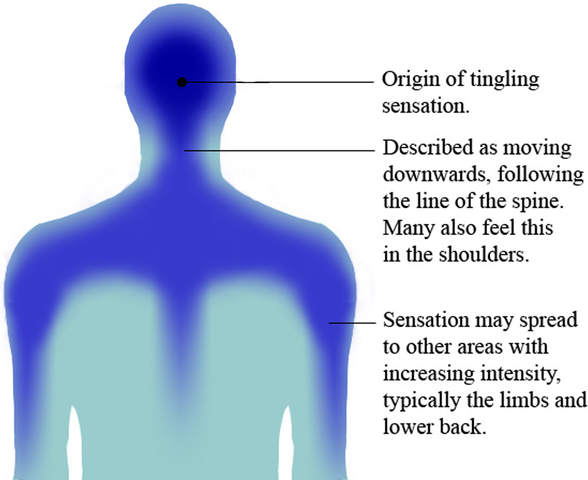 Origin of tingling
sensation.
Described as moving
downwards, following
the line of the spine.
Many also feel this
in the shoulders.
Sensation may spread
to other areas with
increasing intensity,
typically the limbs and
lower back.